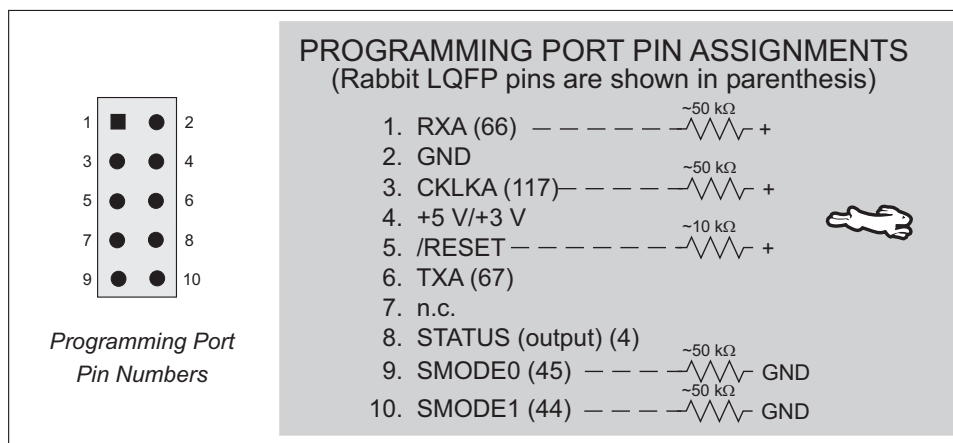 PROGRAMMING PORT PIN ASSIGNMENTS
(Rabbit LQFP pins are shown in parenthesis)
1 2
3 4
5 6
7 8
9 10
Programming Port
Pin Numbers
~50 kΩ
1. RXA (66) +
2. GND
~50 kΩ
3. CKLKA (117) +
4. +5 V/+3 V
~10 kΩ
5. /RESET +
6. TXA (67)
7. n.c.
8. STATUS (output) (4)
~50 kΩ
9. SMODE0 (45) GND
~50 kΩ
10. SMODE1 (44) GND